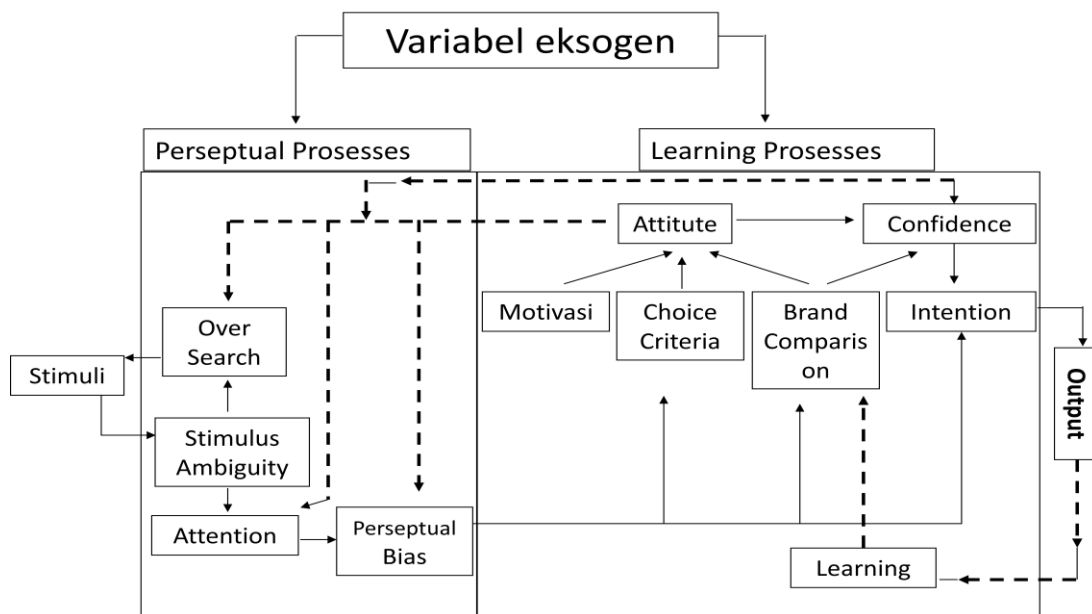 Variabel eksogen
Perseptual Prosesses
Learning Prosesses
Attitute
Confidence
Motivasi
Choice
Criteria
Brand
Comparis
on
Intention
Over
Search
Stimuli
Output
Stimulus
Ambiguity
Attention
Perseptual
Bias
Learning